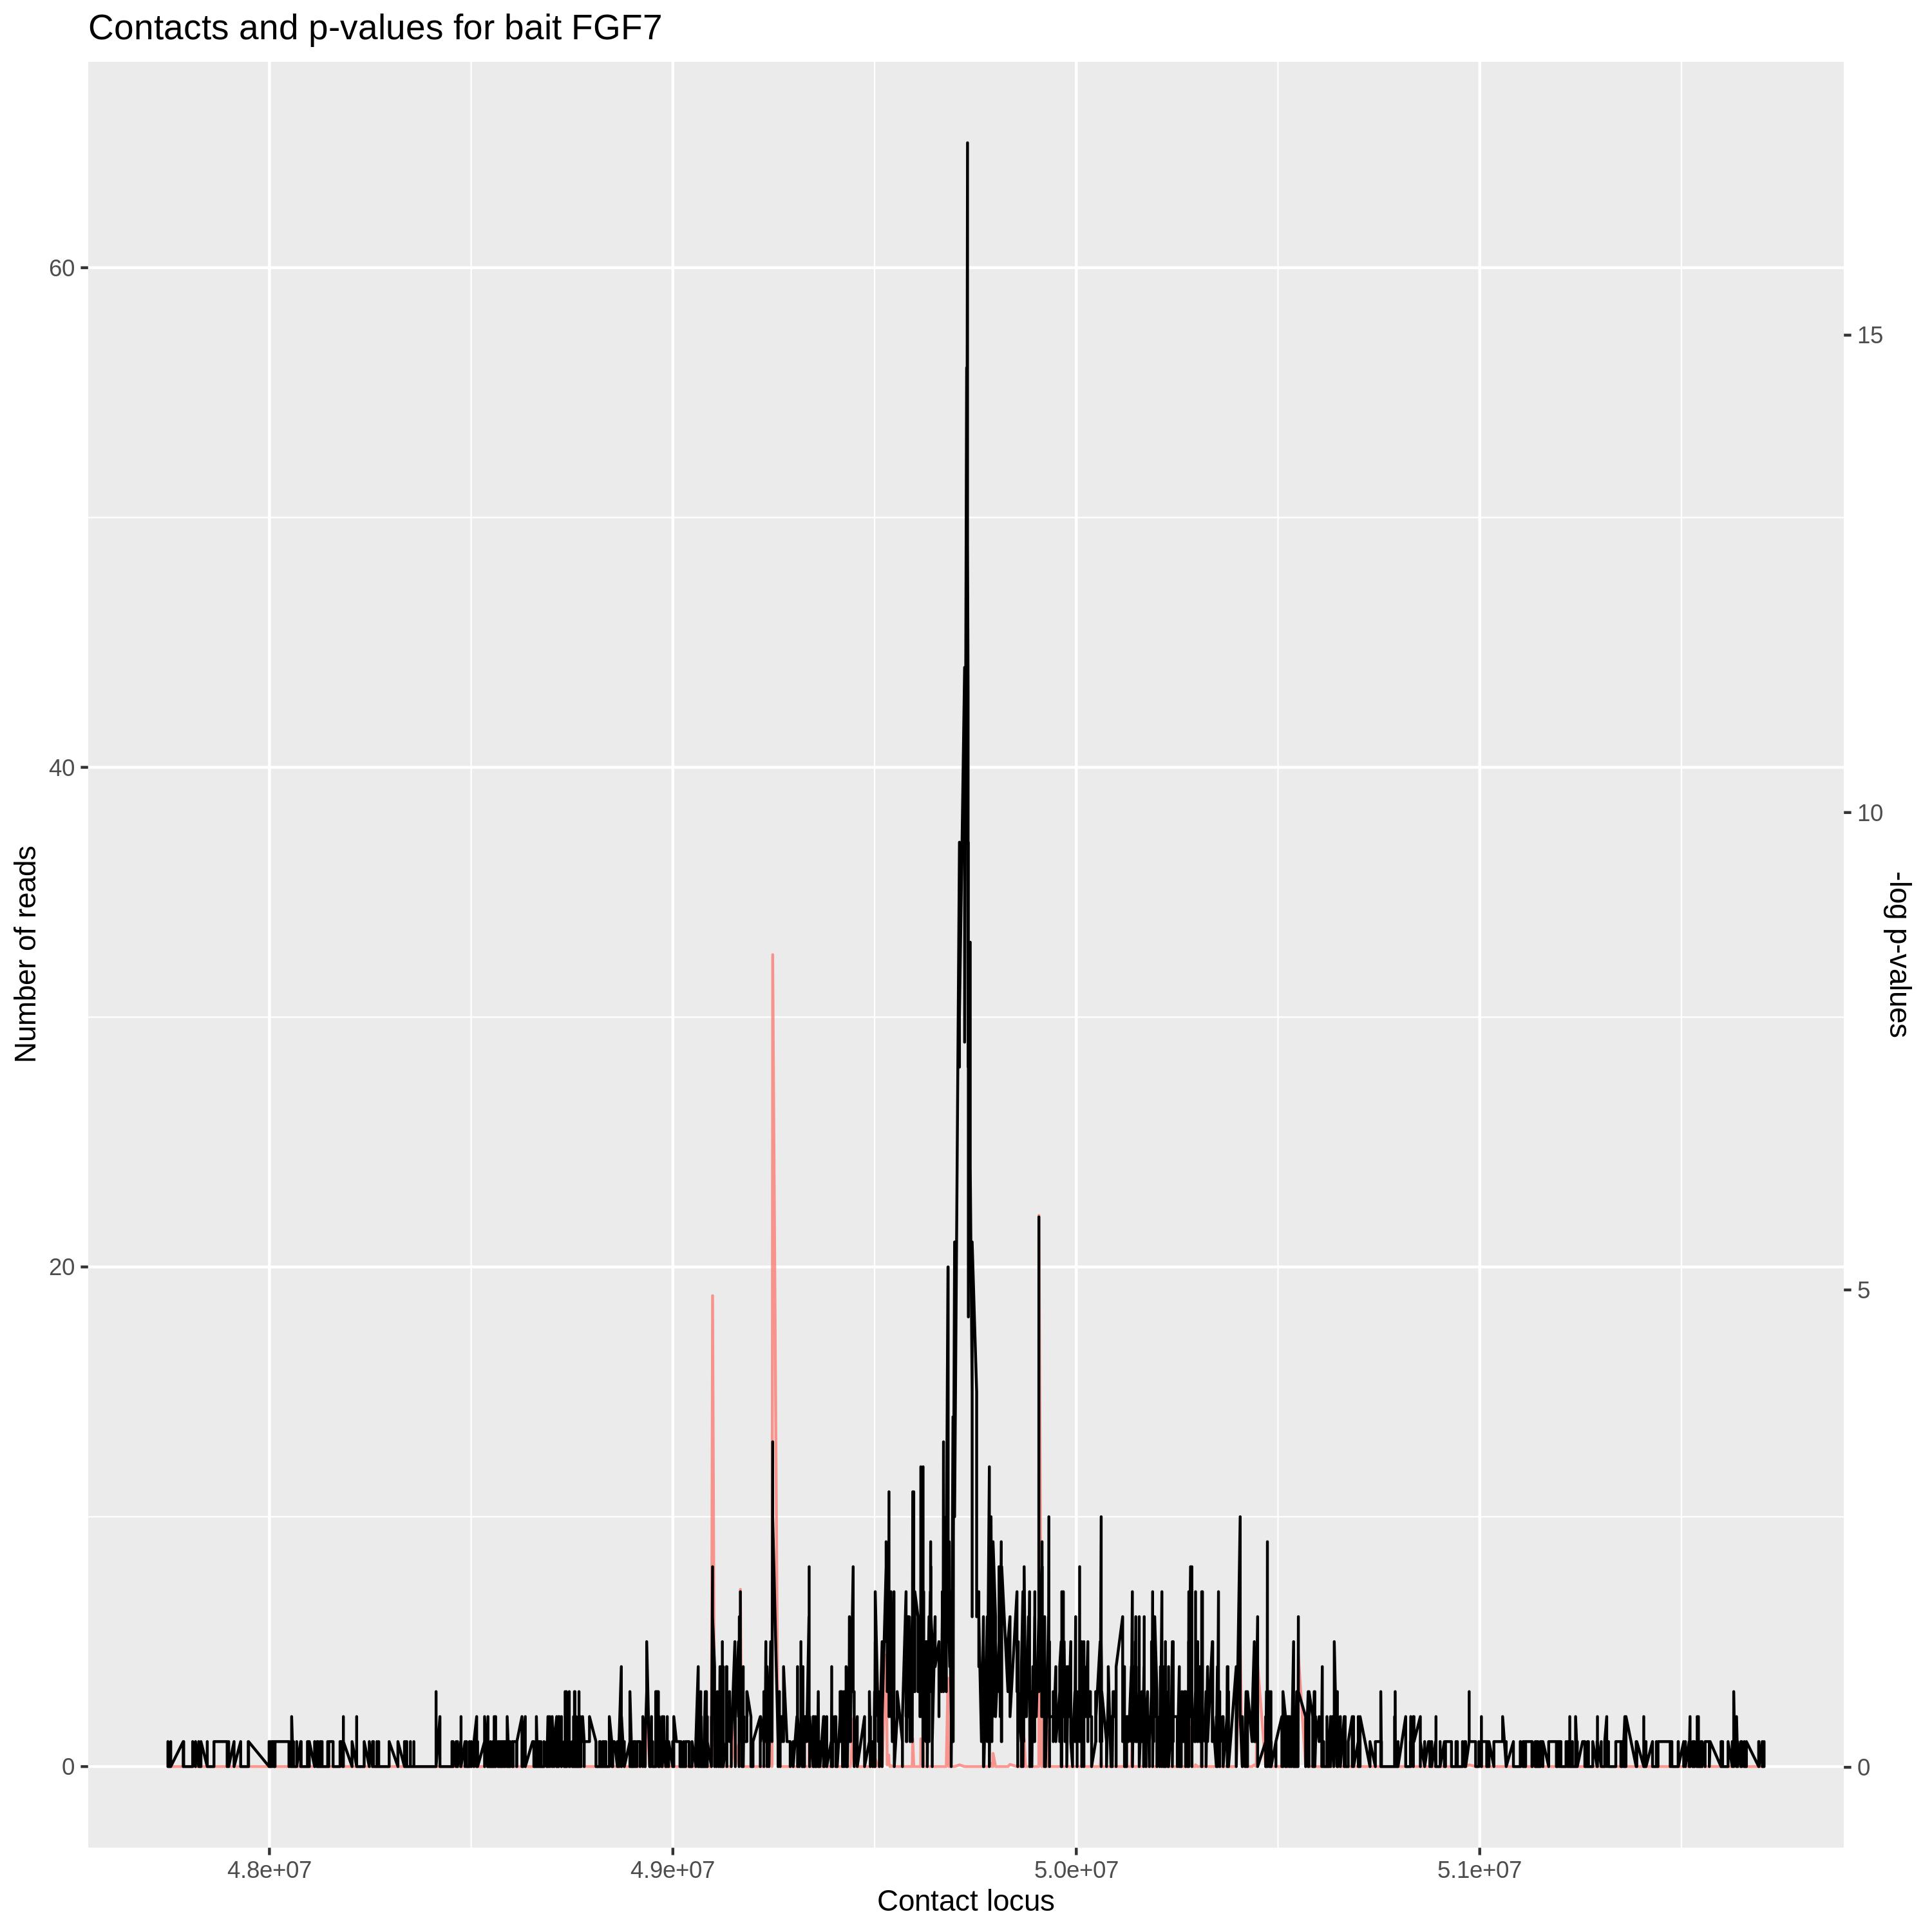 Contacts and p-values for bait FGF7
60
40
20
0
Number of reads
15
10
5
0
-log p-values
4.8e+07
4.9e+07
5.0e+07
5.1e+07
Contact locus